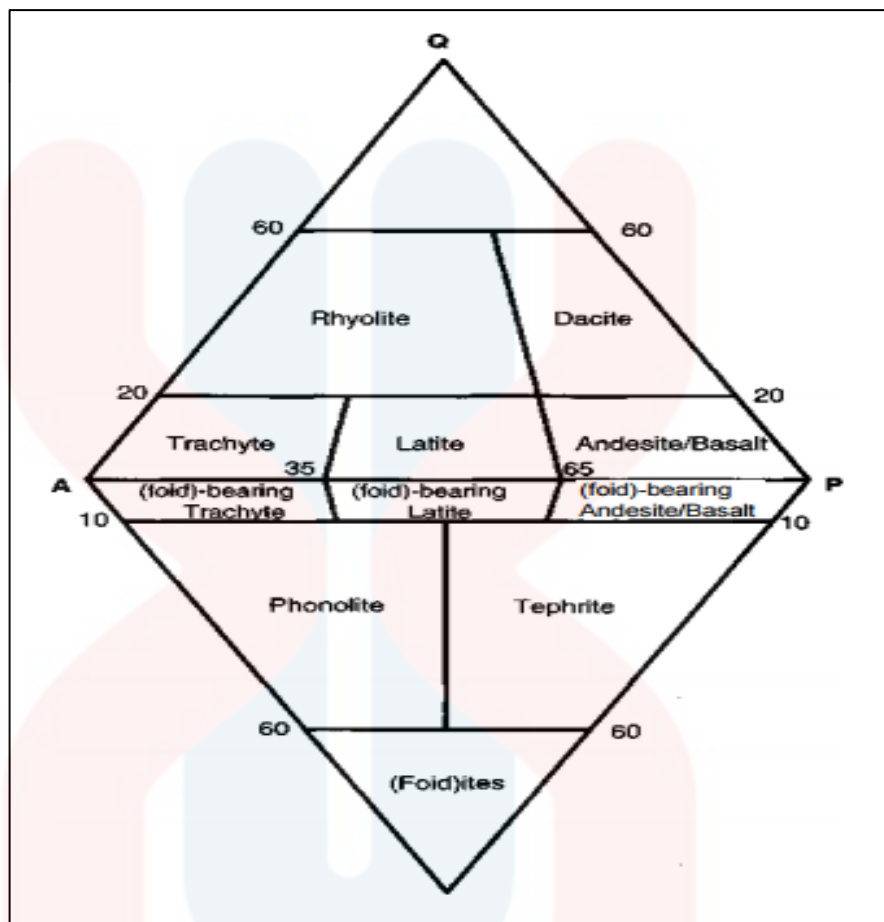 Q
60 60
Rhyolite Dacite
20 20
Trachyte Latite Andesite/Basalt
35 65
A P
(foid)-bearing (foid)-bearing (foid)-bearing
Trachyte Latite Andesite/Basalt
10 10
Phonolite Tephrite
60 60
(Foid)ites